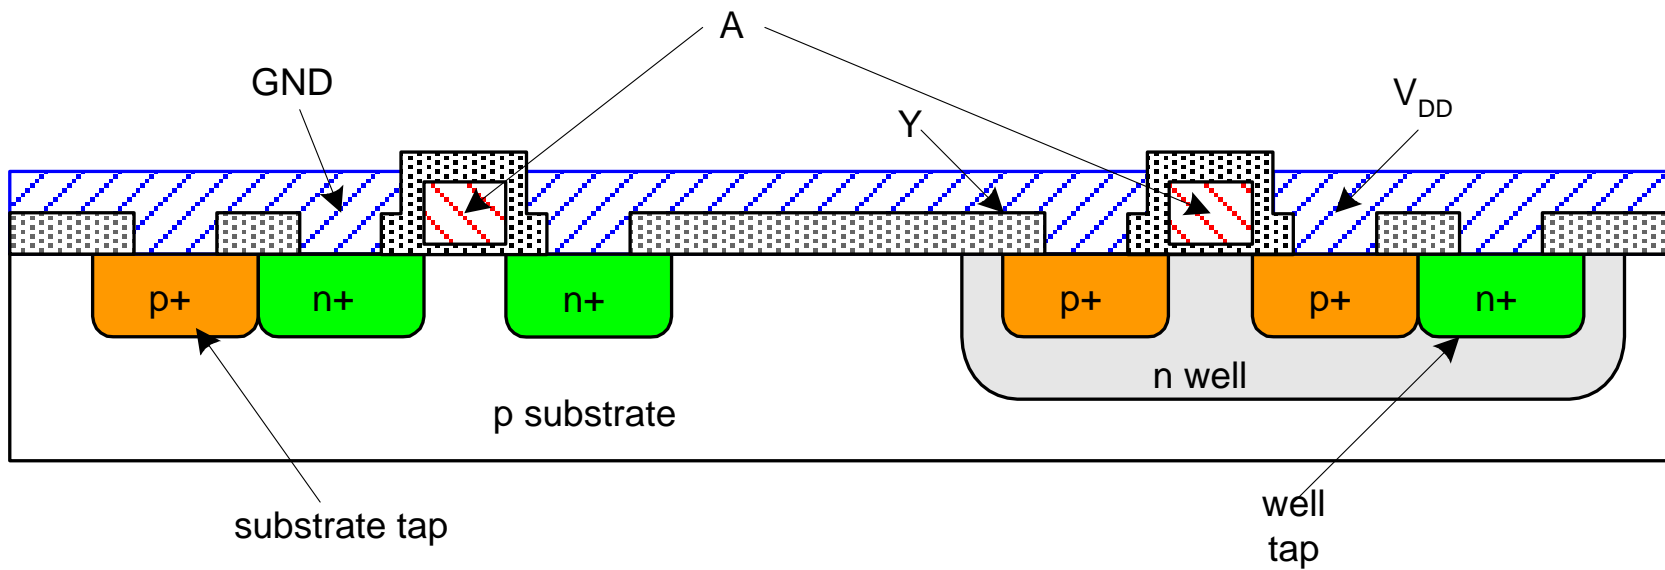 A
GND
Y
VDD
p+
n+
n+
p+
p+
n+
n well
p substrate
substrate tap
well
tap